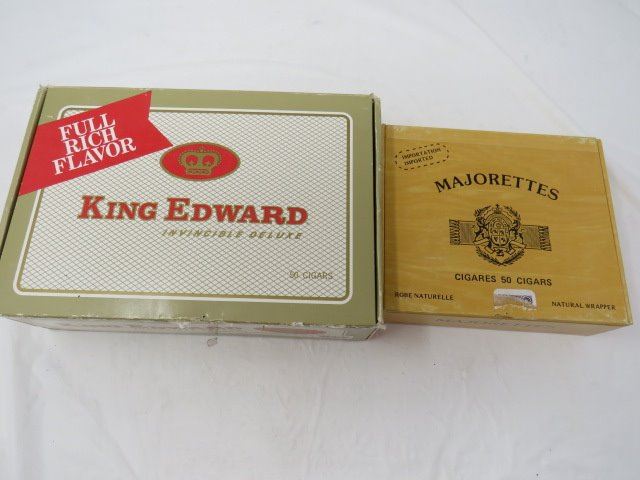 FULL
RICH
FLAVOR
KING EDWARD
INVINCIBLE DELUXE
50 CIGARS
IMPORTATION
IMPORTED
MAJORETTES
CIGARES 50 CIGARS
ROBE NATURELLE
NATURAL WRAPPER
MAJORETTES